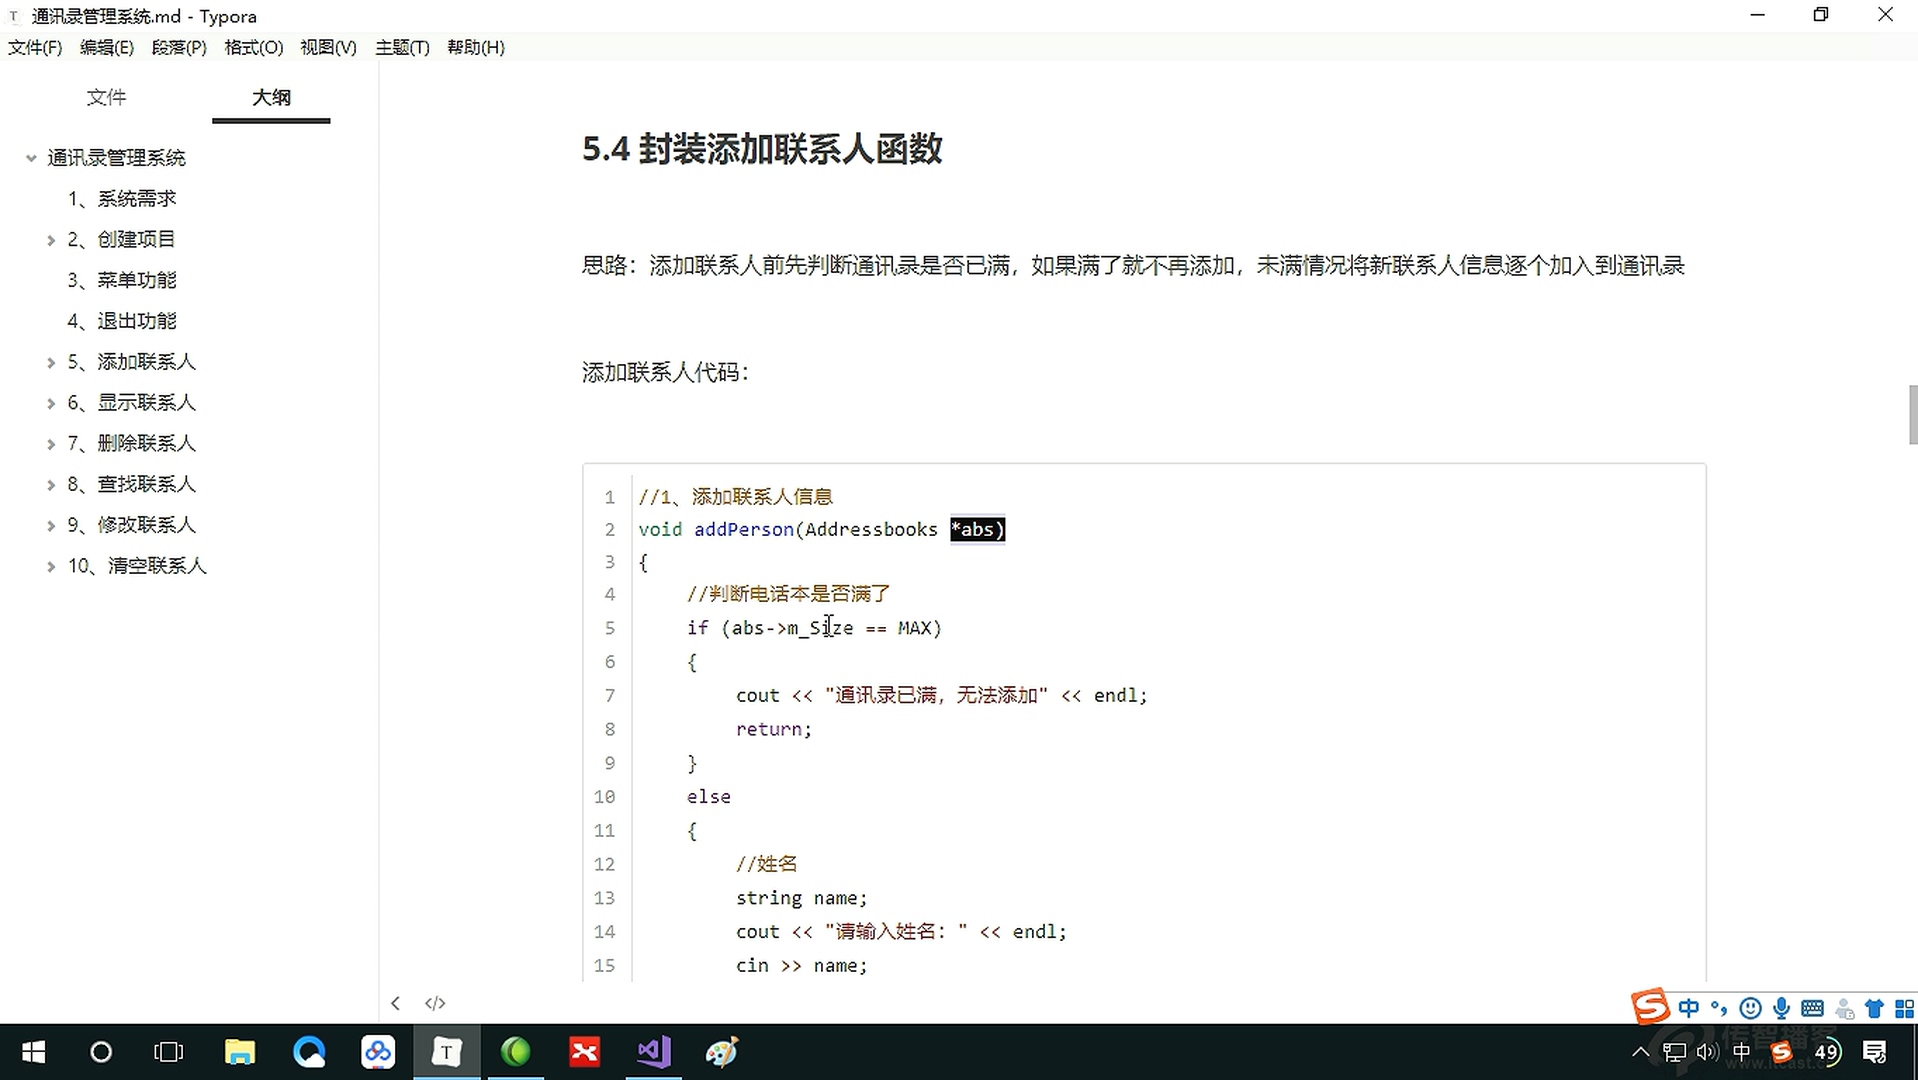 通讯录管理系统.md - Typora
文件(F) 编辑(E) 段落(P) 格式(O) 视图(V) 主题(T) 帮助(H)
文件 大纲
通讯录管理系统
1、系统需求
2、创建项目
3、菜单功能
4、退出功能
5、添加联系人
6、显示联系人
7、删除联系人
8、查找联系人
9、修改联系人
10、清空联系人
5.4 封装添加联系人函数
思路：添加联系人前先判断通讯录是否已满，如果满了就不再添加，未满情况将新联系人信息逐个加入到通讯录
添加联系人代码：
1 //1、添加联系人信息
2 void addPerson(Addressbooks *abs)
3 {
4 //判断电话本是否满了
5 if (abs->m_Size == MAX)
6 {
7 cout << "通讯录已满，无法添加" << endl;
8 return;
9 }
10 else
11 {
12 //姓名
13 string name;
14 cout << "请输入姓名：" << endl;
15 cin >> name;
中
中 49
传智播客